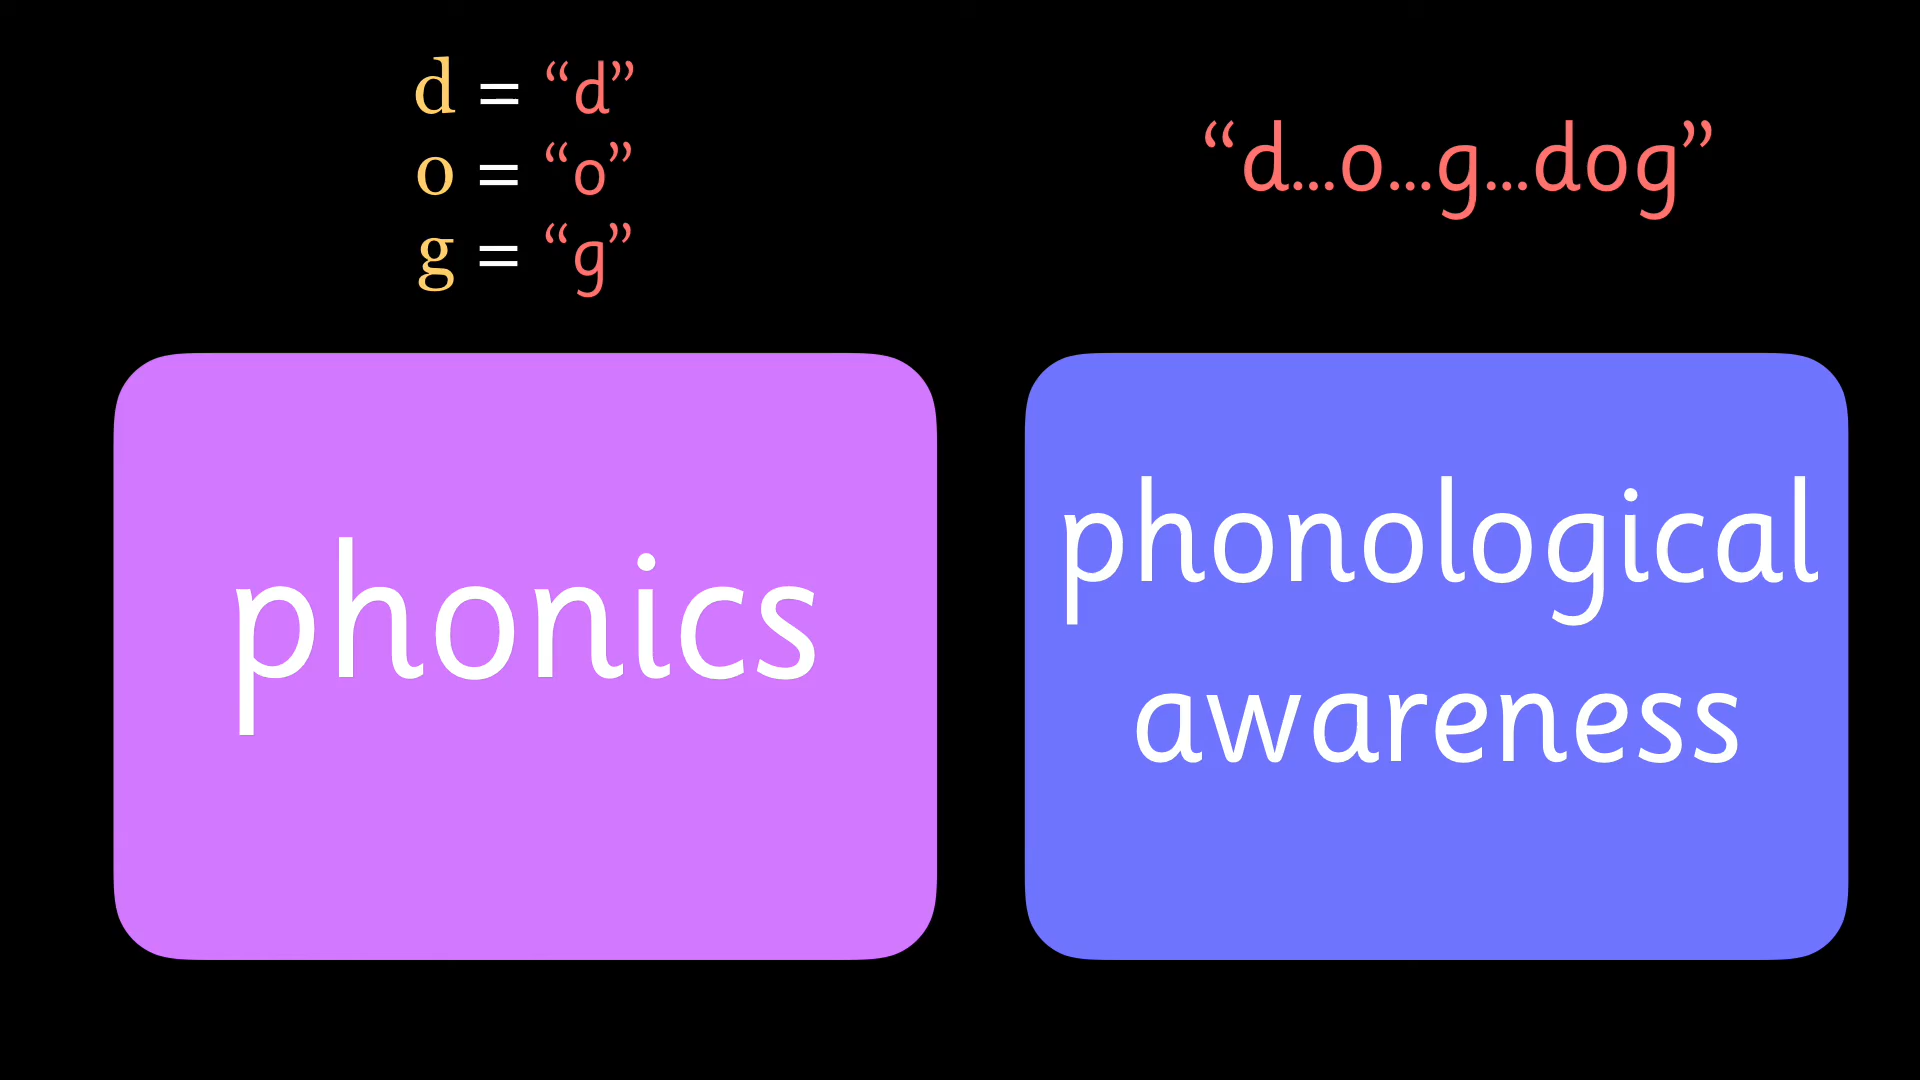 d = “d”
o = “o”
g = “g”
“d...o...g...dog”
phonics
phonological
awareness